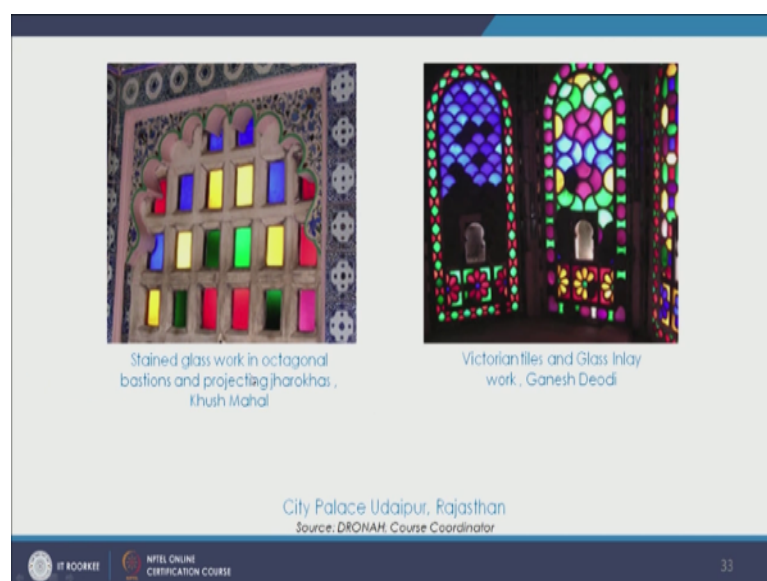 Stained glass work in octagonal
bastions and projecting jharokhas ,
Khush Mahal
Victorian tiles and Glass Inlay
work , Ganesh Deodi
City Palace Udaipur, Rajasthan
Source: DRONAH, Course Coordinator
IIT ROORKEE
NPTEL ONLINE
CERTIFICATION COURSE
33